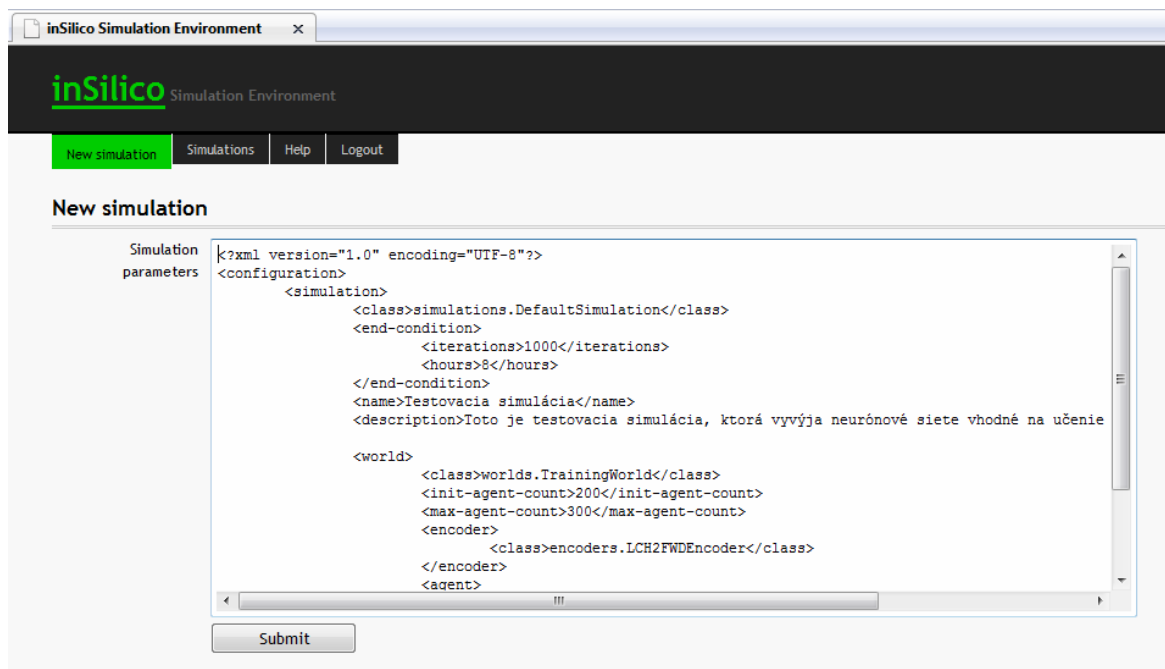 inSilico Simulation Environment
inSilico Simulation Environment
New simulation Simulations Help Logout
New simulation
Simulation parameters
<?xml version="1.0" encoding="UTF-8"?>
<configuration>
<simulation>
<class>simulations.DefaultSimulation</class>
<end-condition>
<iterations>1000</iterations>
<hours>8</hours>
</end-condition>
<name>Testovacia simulácia</name>
<description>Toto je testovacia simulácia, ktorá vyvýja neurónové siete vhodné na učenie
<world>
<class>worlds.TrainingWorld</class>
<init-agent-count>200</init-agent-count>
<max-agent-count>300</max-agent-count>
<encoder>
<class>encoders.LCH2FWDEncoder</class>
</encoder>
<agent>
Submit